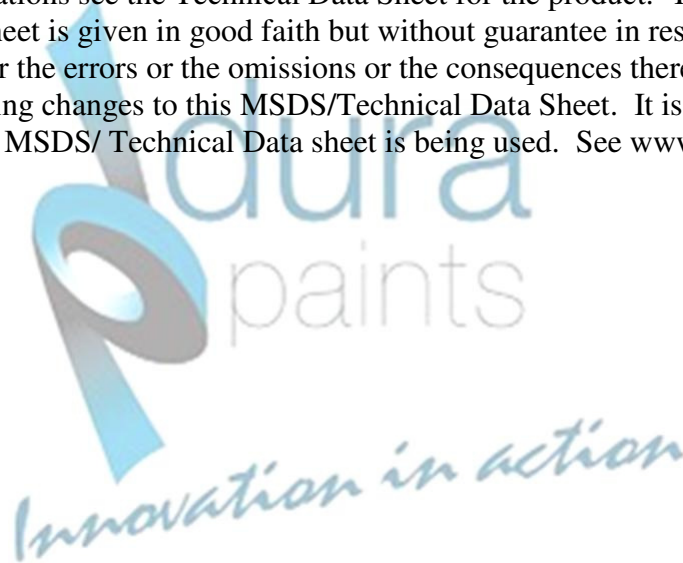 ations see the Technical Data Sheet for the product.
heet is given in good faith but without guarantee in res
r the errors or the omissions or the consequences there
ing changes to this MSDS/Technical Data Sheet. It is
MSDS/ Technical Data sheet is being used. See www
dura
paints
Innovation in action